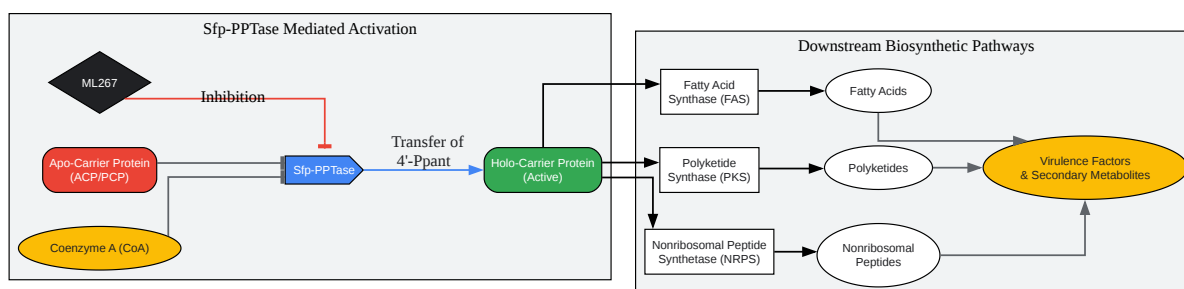 Sfp-PPTase Mediated Activation
ML267
Inhibition
Apo-Carrier Protein
(ACP/PCP)
Coenzyme A (CoA)
Sfp-PPTase
Transfer of
4'-Ppant
Holo-Carrier Protein
(Active)
Downstream Biosynthetic Pathways
Fatty Acid
Synthase (FAS)
Fatty Acids
Polyketide
Synthase (PKS)
Polyketides
Nonribosomal Peptide
Synthetase (NRPS)
Nonribosomal
Peptides
Virulence Factors
& Secondary Metabolites